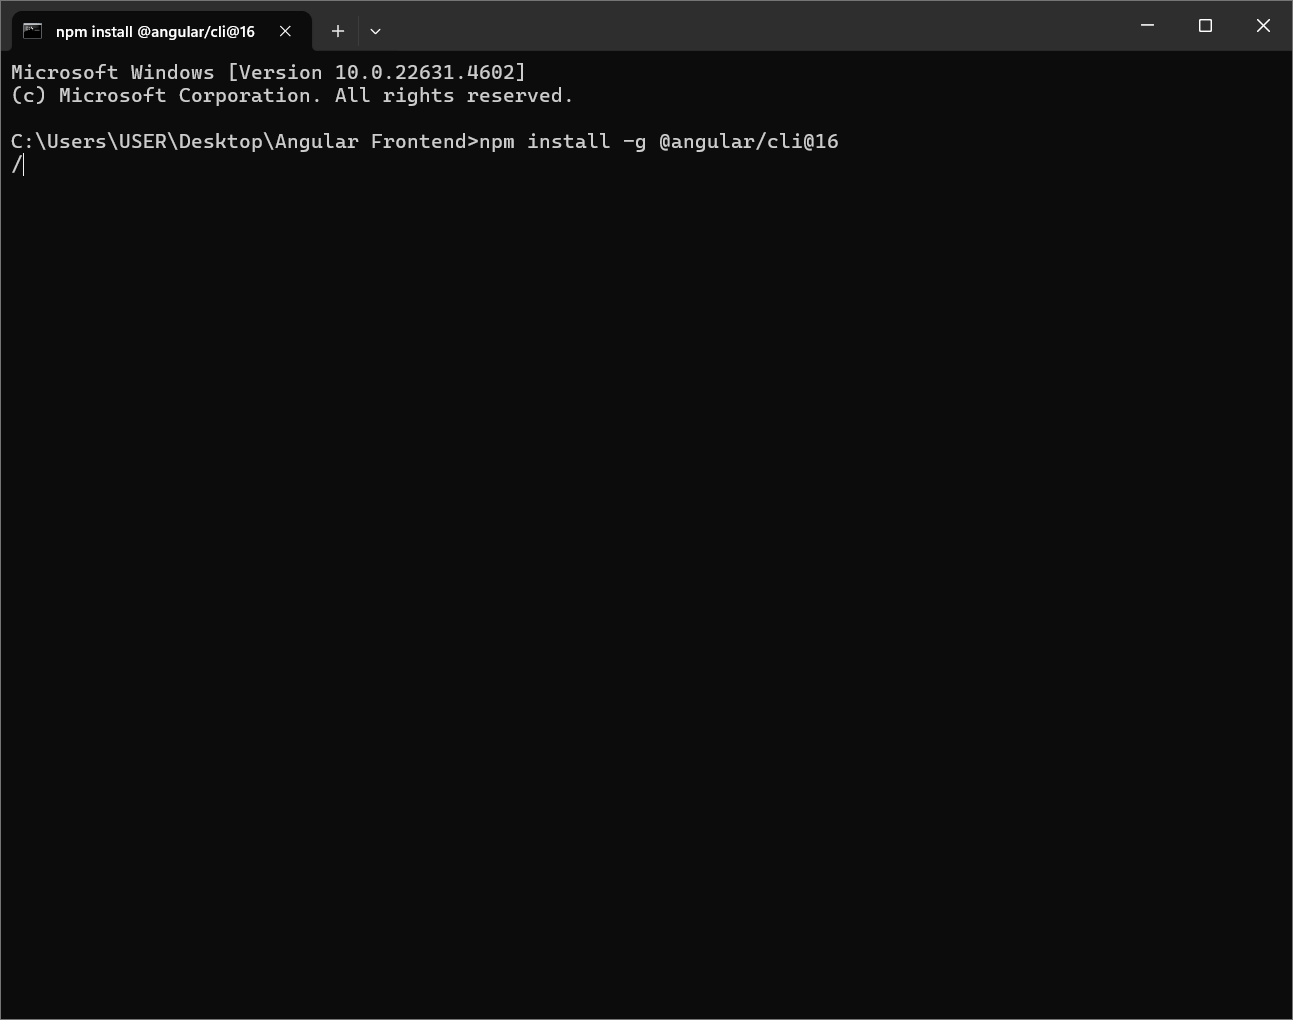 npm install @angular/cli@16
Microsoft Windows [Version 10.0.22631.4602]
(c) Microsoft Corporation. All rights reserved.
C:\Users\USER\Desktop\Angular Frontend>npm install -g @angular/cli@16
/